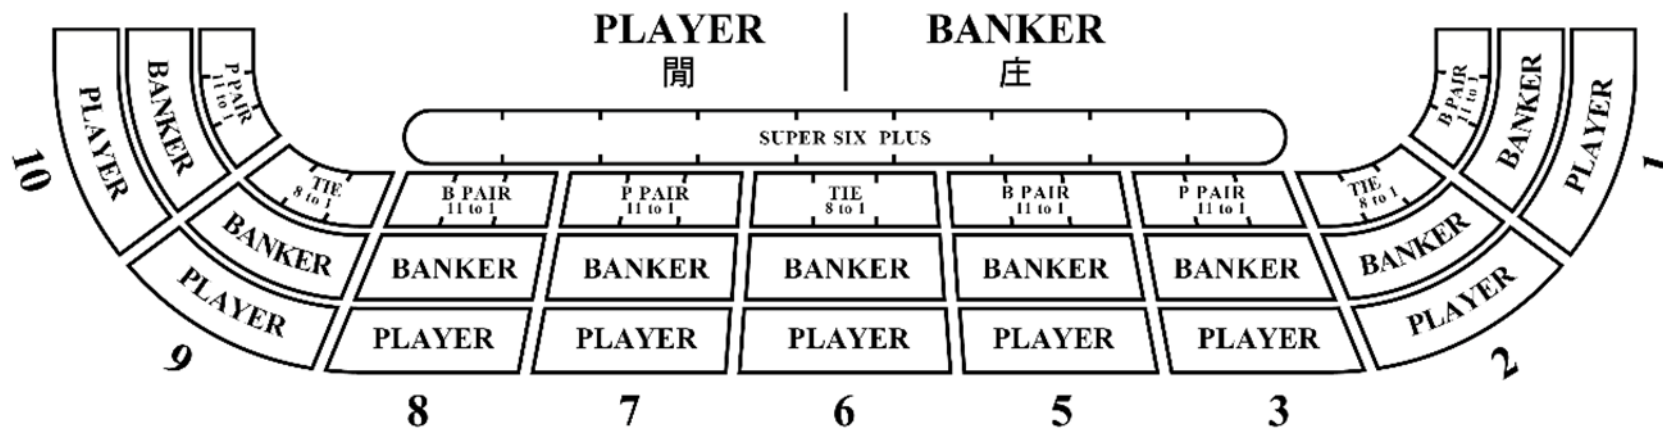 PLAYER BANKER
閒 庄
SUPER SIX PLUS
PLAYER
BANKER
P PAIR
11 to 1
10
TIE
8 to 1
BANKER
PLAYER
9
B PAIR
11 to 1
BANKER
PLAYER
8
P PAIR
11 to 1
BANKER
PLAYER
7
TIE
8 to 1
BANKER
PLAYER
6
B PAIR
11 to 1
BANKER
PLAYER
5
P PAIR
11 to 1
BANKER
PLAYER
3
TIE
8 to 1
BANKER
PLAYER
2
B PAIR
11 to 1
BANKER
PLAYER
1